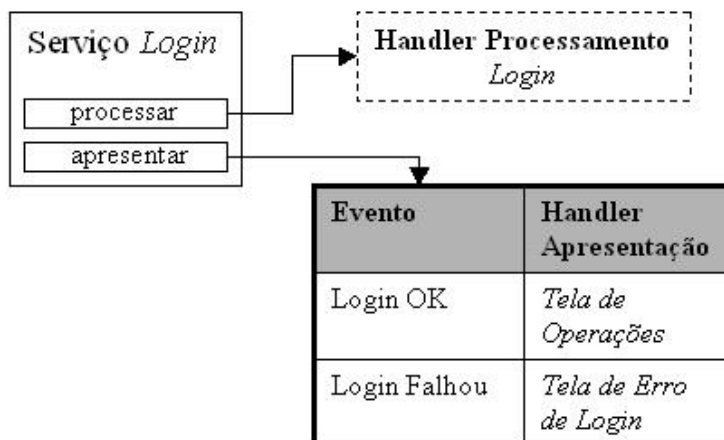 Serviço Login
processar
apresentar
Handler Processamento
Login
Evento
Handler
Apresentação
Login OK
Tela de
Operações
Login Falhou
Tela de Erro
de Login